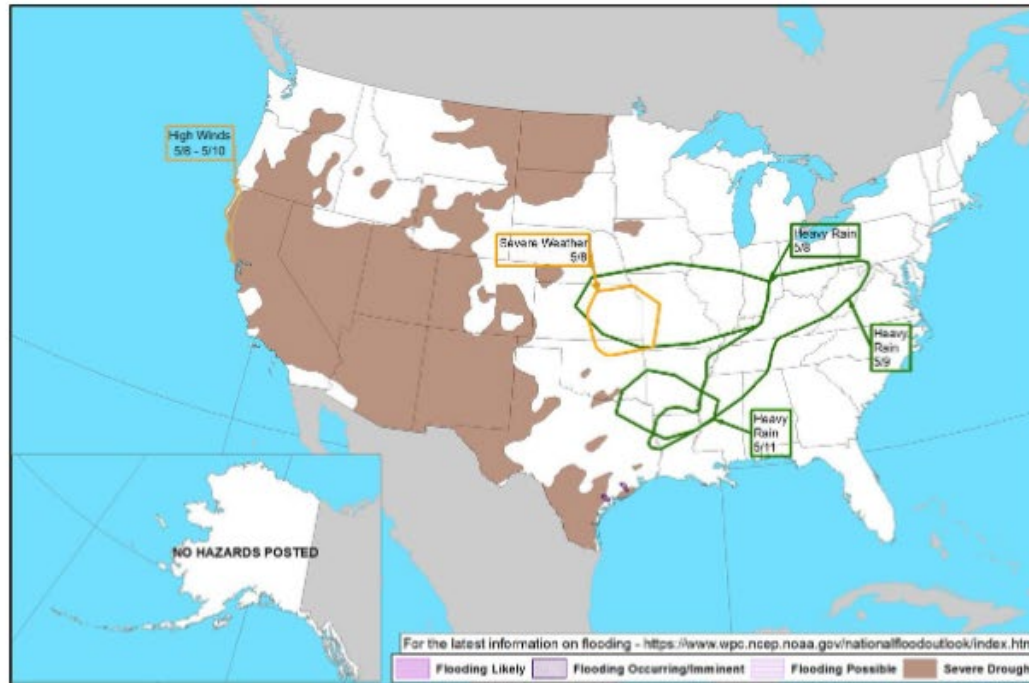 High Winds
5/8 - 5/10
Severe Weather
5/8
Heavy Rain
5/8
Heavy
Rain
5/9
Heavy
Rain
5/11
NO HAZARDS POSTED
For the latest information on flooding - https://www.wpc.ncep.noaa.gov/nationalfloodoutlook/index.htm
Flooding Likely
Flooding Occurring/Imminent
Flooding Possible
Severe Drough